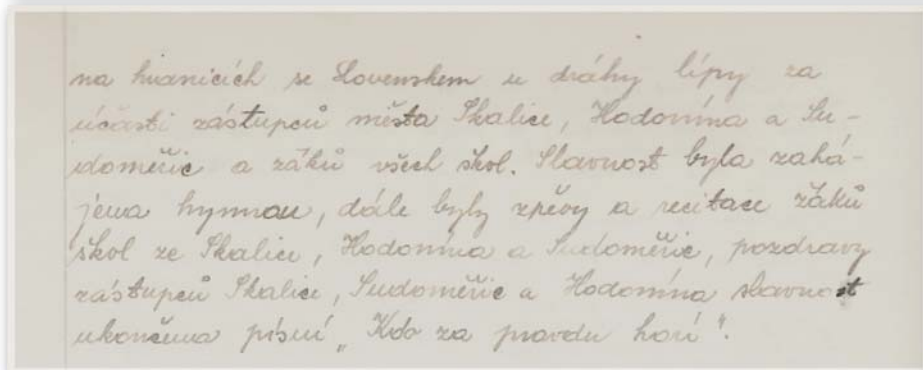 na hranicích se Slovenskem u dráhy lípy za
účasti zástupců města Skalice, Hodonína a Su-
doměřic a žáků všech škol. Slavnost byla zahá-
jena hymnou, dále byly zpěvy a recitace žáků
škol ze Skalice, Hodonína a Sudoměřic, pozdravy
zástupců Skalice, Sudoměřic a Hodonína slavnost
ukončena písní „Kdo za pravdu horí".